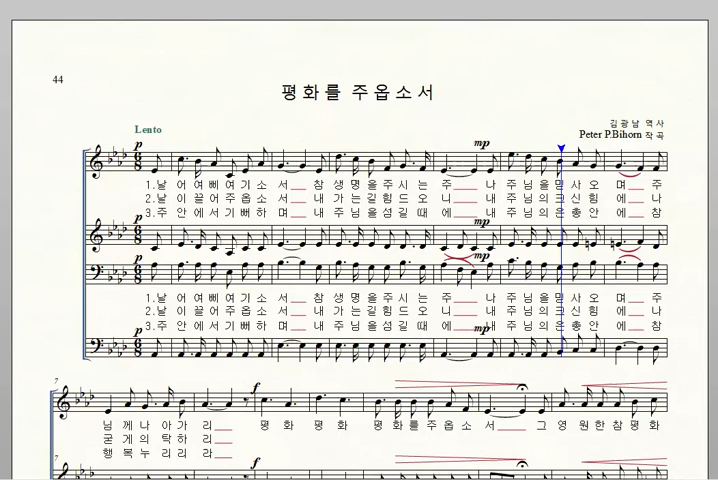 44
평화를 주옵소서
김광남 역사
Peter P.Bihorn 작곡
Lento
p mp
1.날 어여삐여기소 서 참생명을주시는 주 나 주님을믿사오 며 주
2.날 이끌어주옵소 서 내 가는길힘드오 니 내 주님의크신힘 에 나
3.주 안에서기뻐하 며 내 주님을섬길때 에 내 주님의은총안 에 참
p mp
p mp
1.날 어여삐여기소 서 참생명을주시는 주 나 주님을믿사오 며 주
2.날 이끌어주옵소 서 내 가는길힘드오 니 내 주님의크신힘 에 나
3.주 안에서기뻐하 며 내 주님을섬길때 에 내 주님의은총안 에 참
p mp
7
f
님께나아가 리 평화 평화 평화를주옵소 서 그영원한참평화
굳게의탁하 리
행복누리리 라
7
f